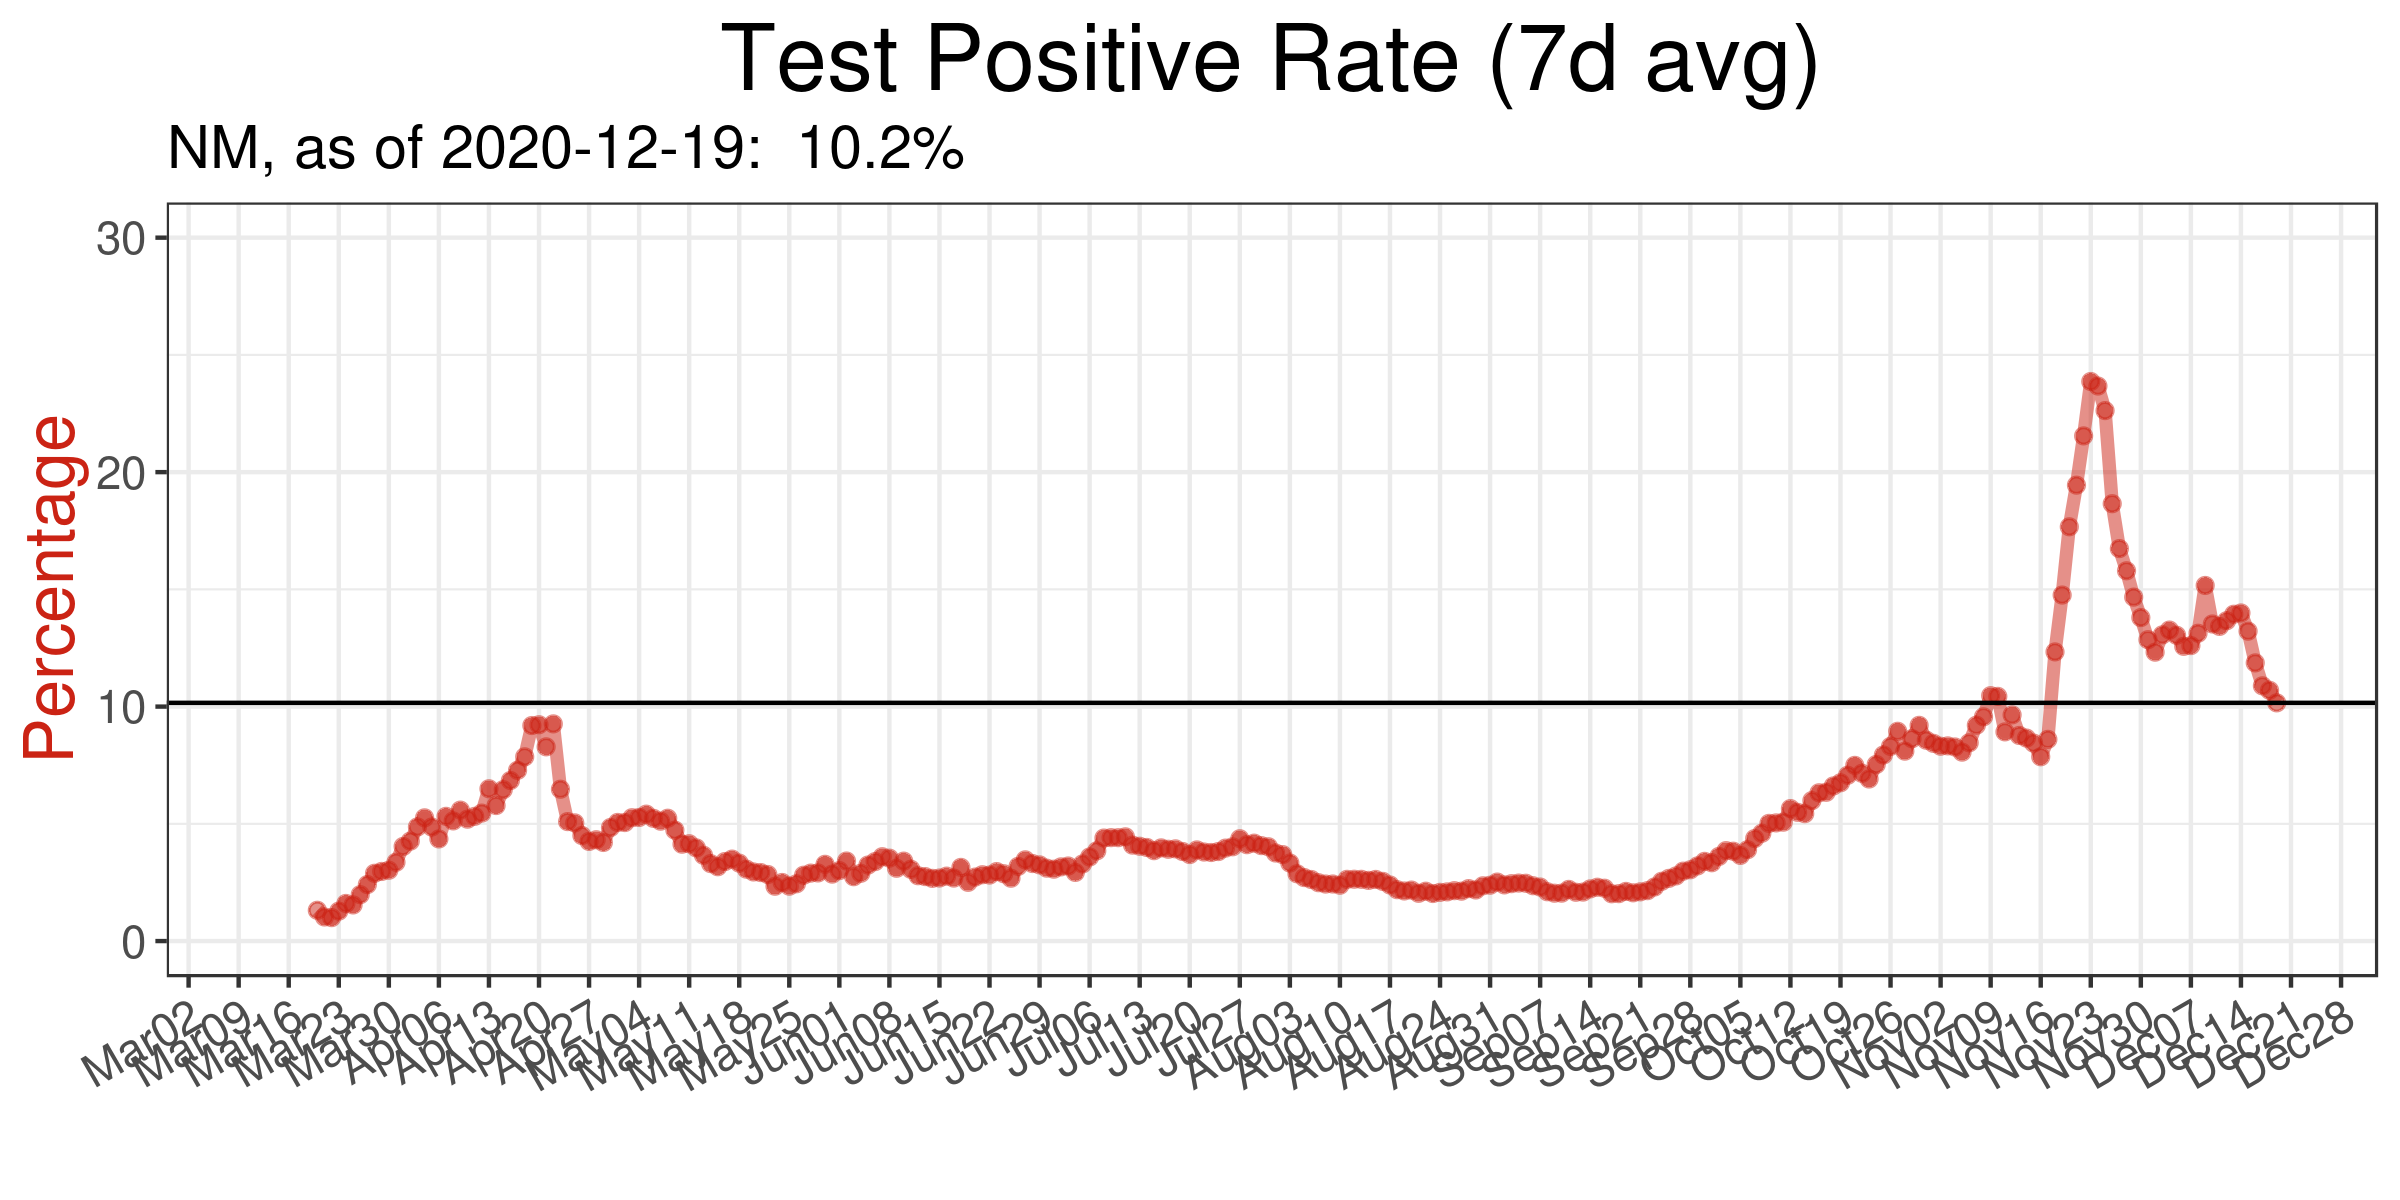 Test Positive Rate (7d avg)
NM, as of 2020-12-19:  10.2%
Percentage
30
20
10
0
Mar02
Mar09
Mar16
Mar23
Mar30
Apr06
Apr13
Apr20
Apr27
May04
May11
May18
May25
Jun01
Jun08
Jun15
Jun22
Jun29
Jul06
Jul13
Jul20
Jul27
Aug03
Aug10
Aug17
Aug24
Aug31
Sep07
Sep14
Sep21
Sep28
Oct05
Oct12
Oct19
Oct26
Nov02
Nov09
Nov16
Nov23
Nov30
Dec07
Dec14
Dec21
Dec28